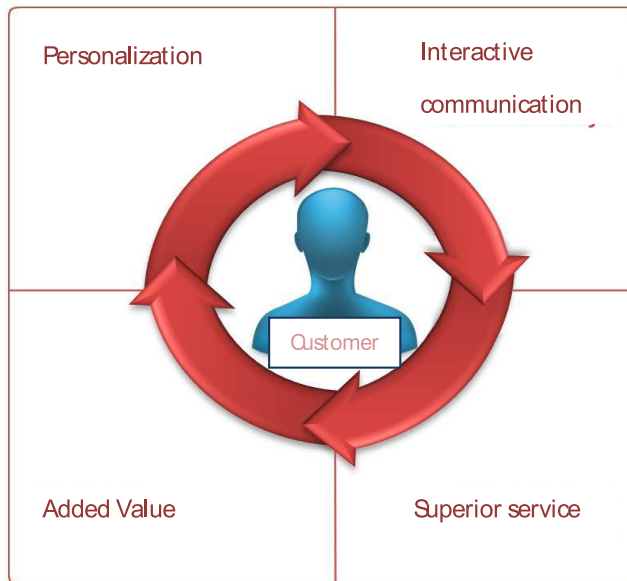 Personalization
Interactive
communication
Customer
Added Value
Superior service